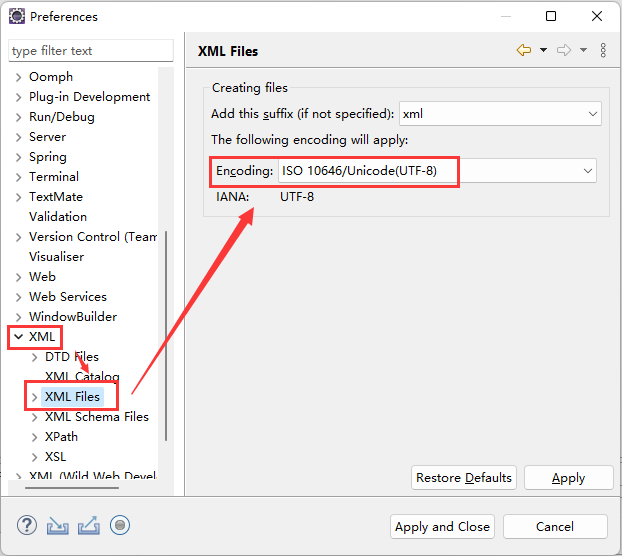 Preferences
type filter text
Oomph
Plug-in Development
Run/Debug
Server
Spring
Terminal
TextMate
Validation
Version Control (Team
Visualiser
Web
Web Services
WindowBuilder
XML
DTD Files
XML Catalog
XML Files
XML Schema Files
XPath
XSL
XML (Wild Web Devel
XML Files
Creating files
Add this suffix (if not specified): xml
The following encoding will apply:
Encoding: ISO 10646/Unicode(UTF-8)
IANA: UTF-8
Restore Defaults Apply
Apply and Close Cancel